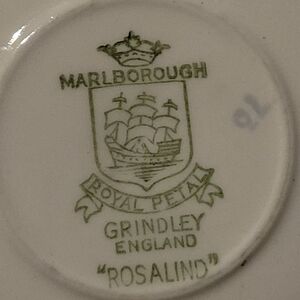 MARLBOROUGH
ROYAL PETAL
GRINDLEY
ENGLAND
"ROSALIND"